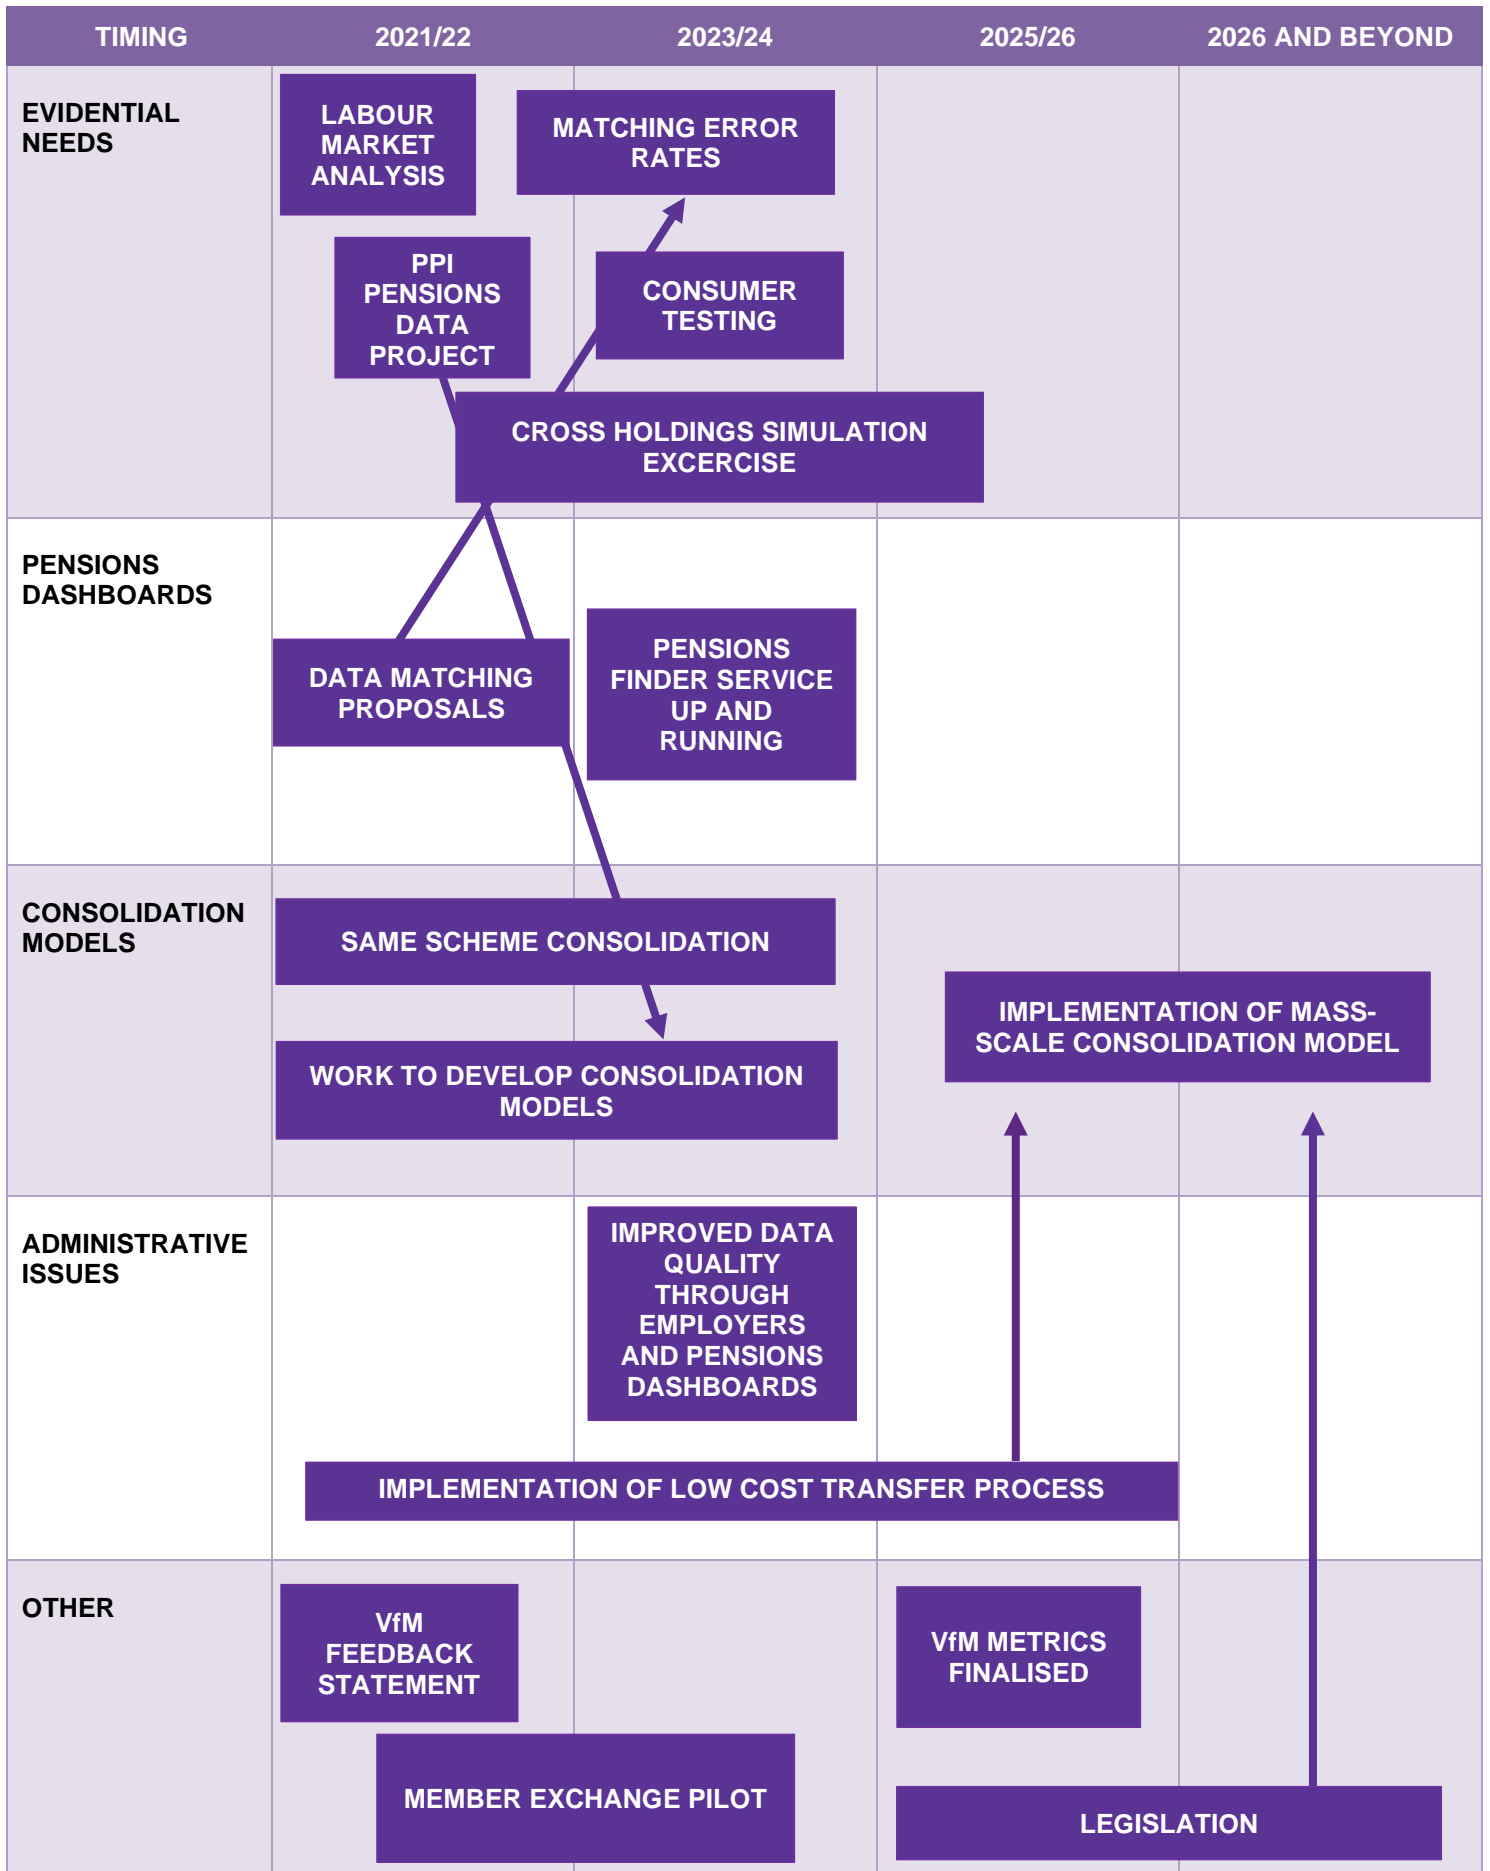 TIMING
2021/22
2023/24
2025/26
2026 AND BEYOND
EVIDENTIAL
NEEDS
LABOUR
MARKET
ANALYSIS
MATCHING ERROR
RATES
PPI
PENSIONS
DATA
PROJECT
CONSUMER
TESTING
CROSS HOLDINGS SIMULATION
EXCERCISE
PENSIONS
DASHBOARDS
DATA MATCHING
PROPOSALS
PENSIONS
FINDER SERVICE
UP AND
RUNNING
CONSOLIDATION
MODELS
SAME SCHEME CONSOLIDATION
WORK TO DEVELOP CONSOLIDATION
MODELS
IMPLEMENTATION OF MASS-
SCALE CONSOLIDATION MODEL
ADMINISTRATIVE
ISSUES
IMPROVED DATA
QUALITY
THROUGH
EMPLOYERS
AND PENSIONS
DASHBOARDS
IMPLEMENTATION OF LOW COST TRANSFER PROCESS
OTHER
VfM
FEEDBACK
STATEMENT
VfM METRICS
FINALISED
MEMBER EXCHANGE PILOT
LEGISLATION